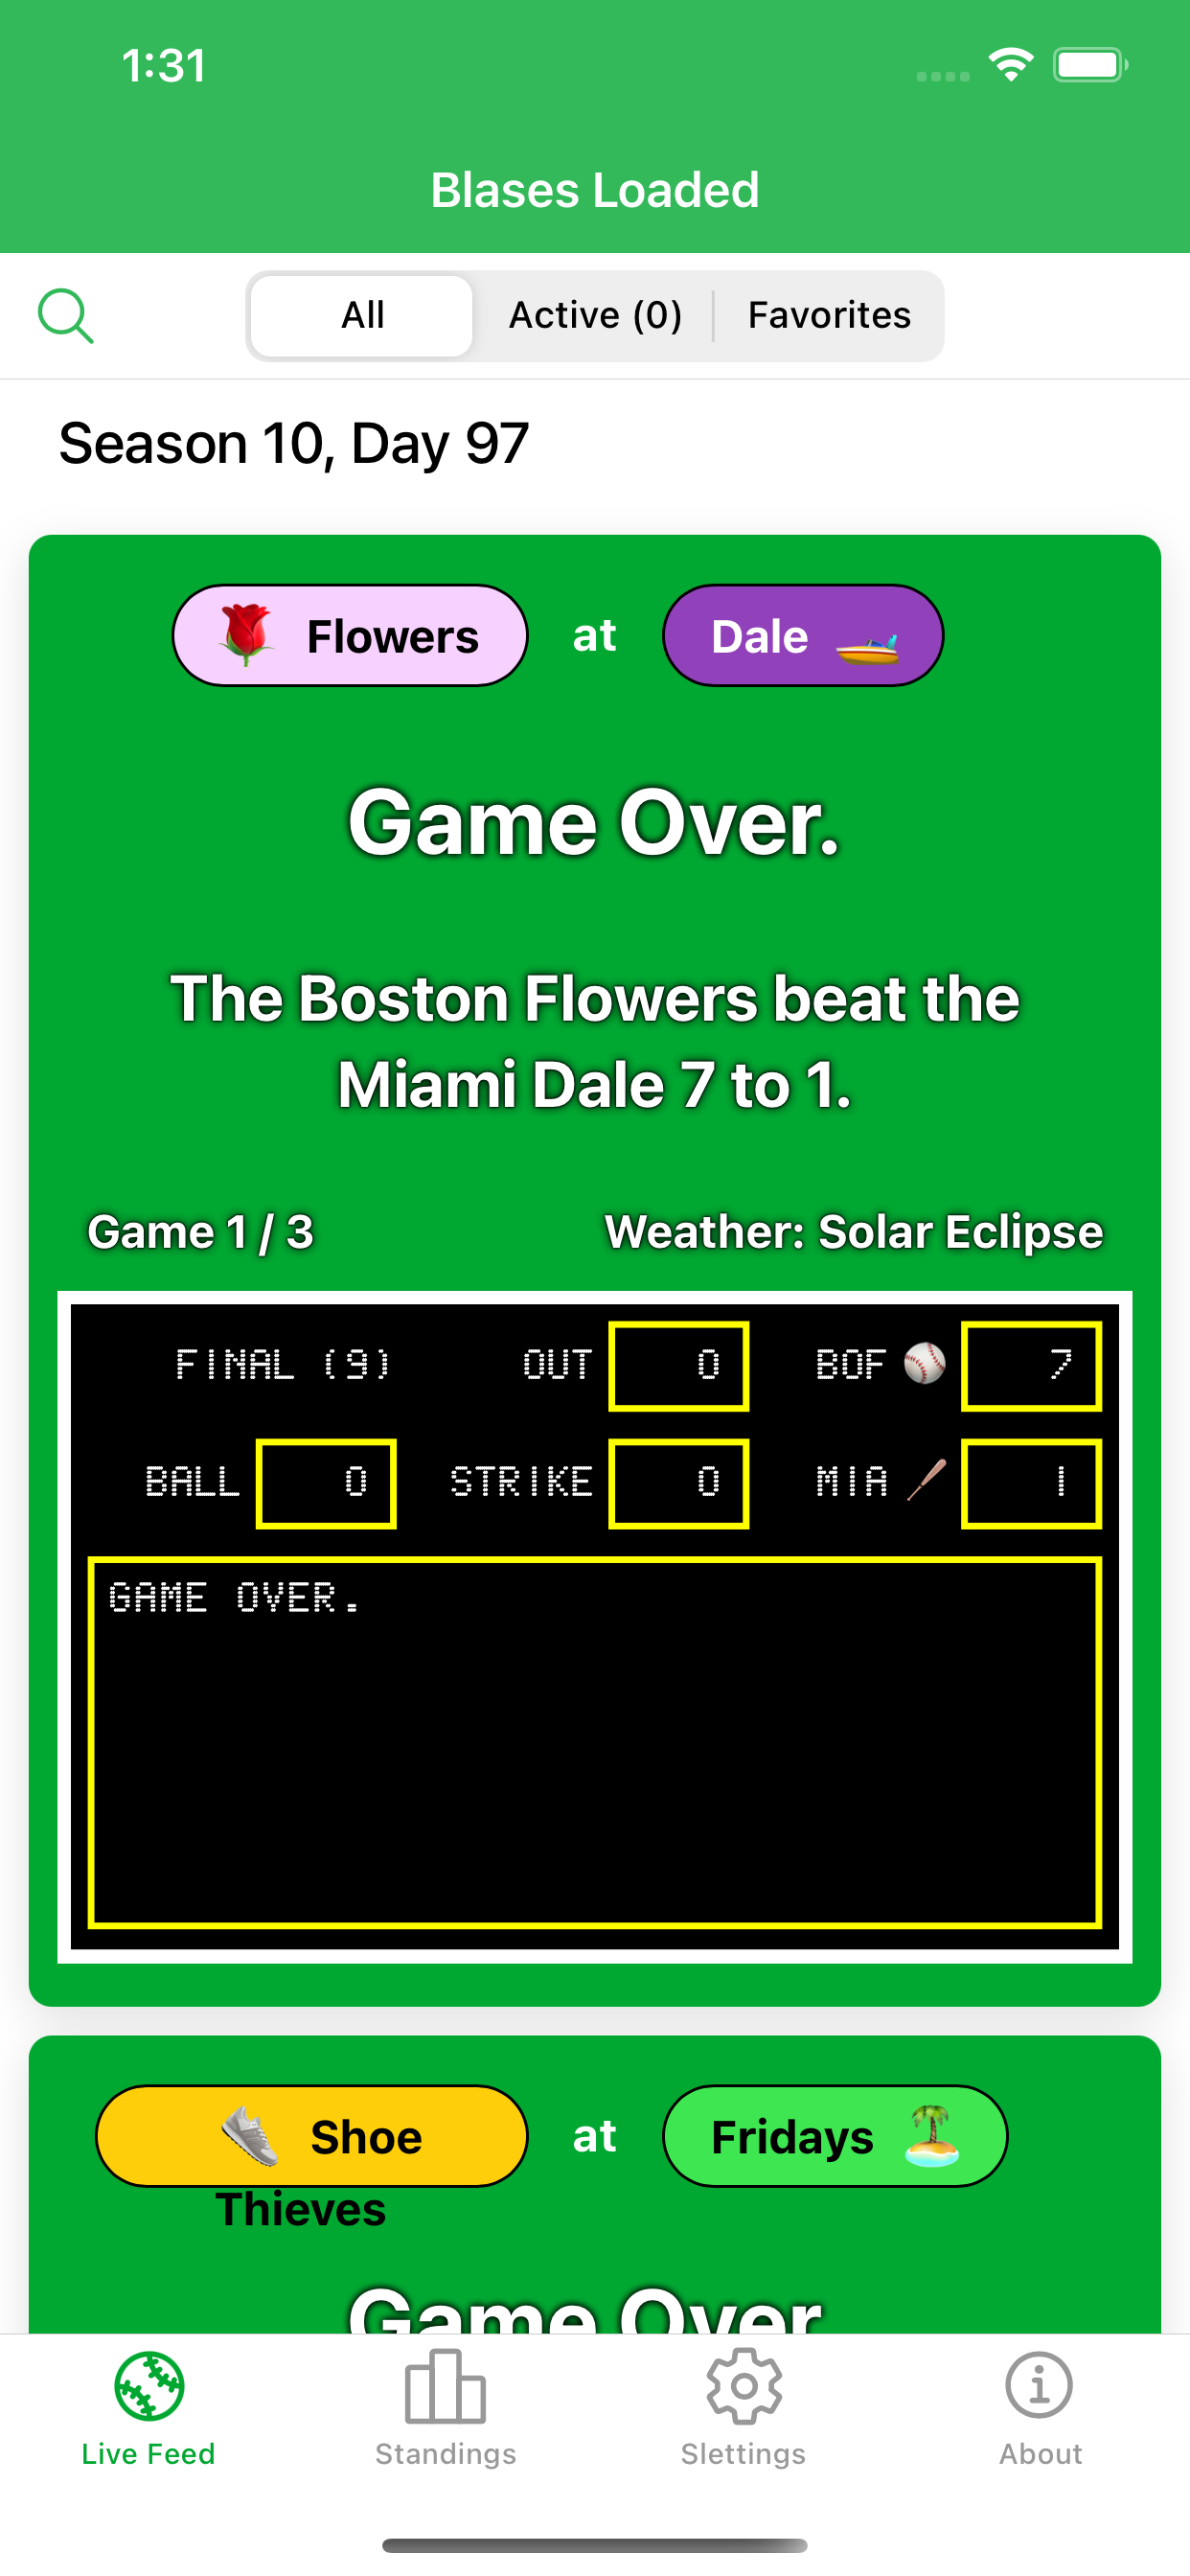 1:31
Blases Loaded
All Active (0) Favorites
Season 10, Day 97
Flowers at Dale
Game Over.
The Boston Flowers beat the
Miami Dale 7 to 1.
Game 1 / 3 Weather: Solar Eclipse
FINAL (9) OUT 0 BOF 7
BALL 0 STRIKE 0 MIA 1
GAME OVER.
Shoe at Fridays
Thieves
Game Over
Live Feed Standings Slettings About